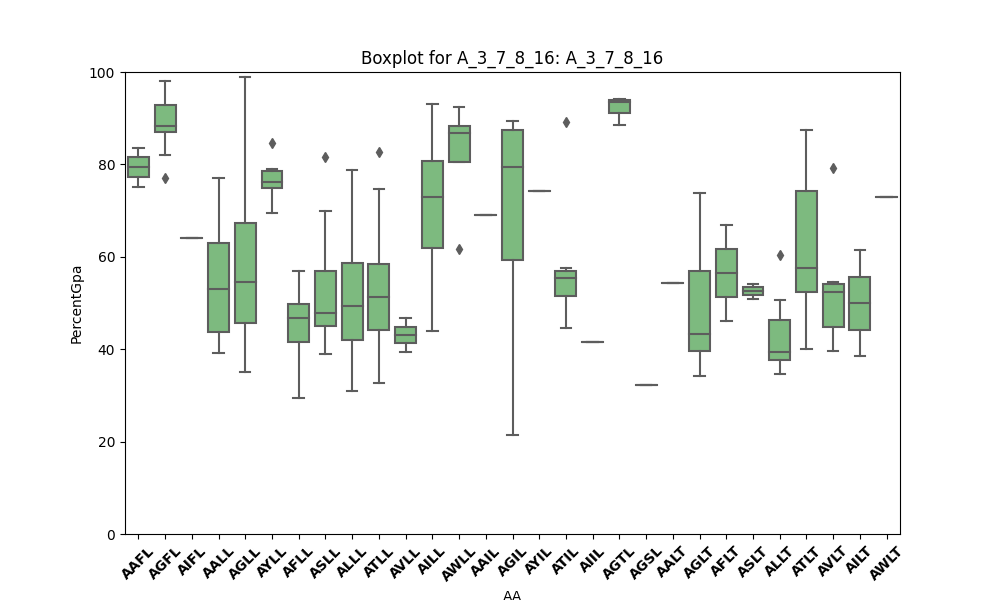 Boxplot for A_3_7_8_16: A_3_7_8_16
100
80
60
40
20
0
PercentGpa
AAFL AGFL AIFL AALL AGLL AYLL AFLL ASLL ALLL ATLL AVLL AILL AWLL AAIL AGIL AYIL ATIL AIIL AGTL AGSL AALT AGLT AFLT ASLT ALLT ATLT AVLT AILT AWLT
AA